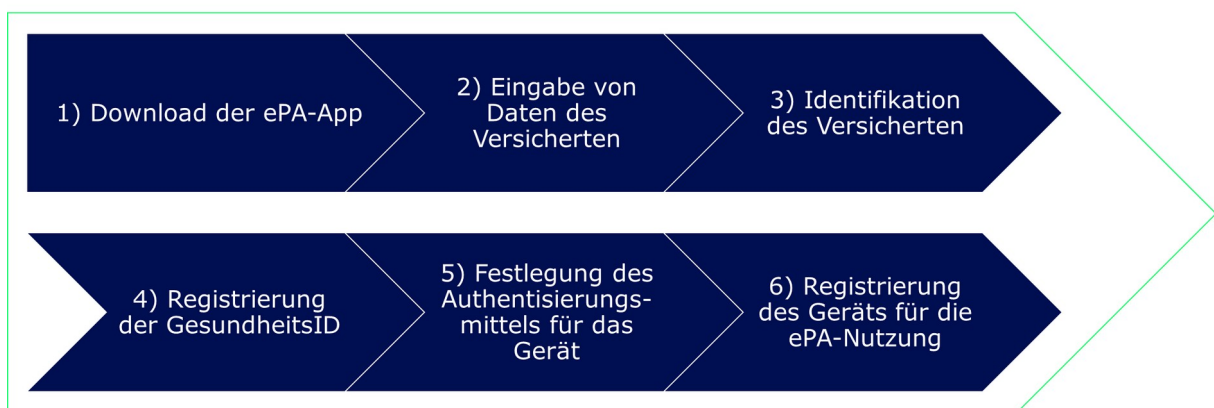 1) Download der ePA-App
2) Eingabe von
Daten des
Versicherten
3) Identifikation
des Versicherten
4) Registrierung
der GesundheitsID
5) Festlegung des
Authentisierungs-
mittels für das
Gerät
6) Registrierung
des Geräts für die
ePA-Nutzung